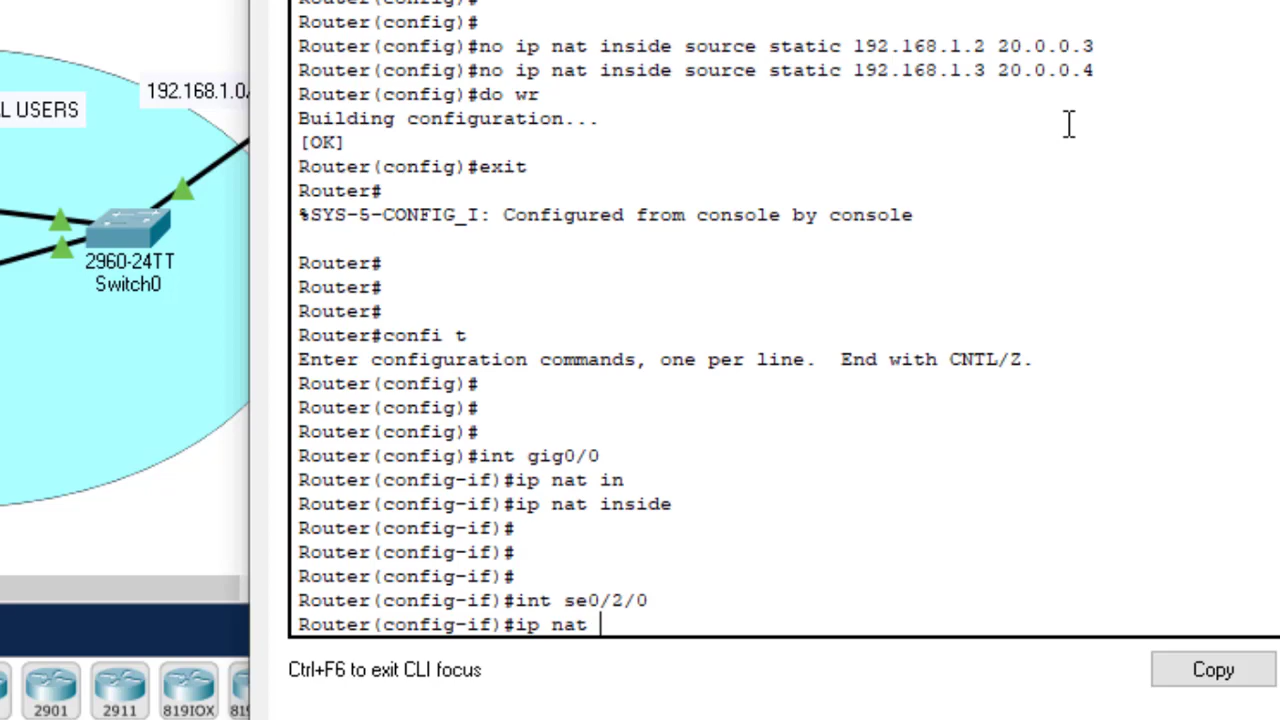 Router(config)#
Router(config)#
Router(config)#no ip nat inside source static 192.168.1.2 20.0.0.3
Router(config)#no ip nat inside source static 192.168.1.3 20.0.0.4
Router(config)#do wr
Building configuration...
[OK]
Router(config)#exit
Router#
%SYS-5-CONFIG_I: Configured from console by console
Router#
Router#
Router#
Router#confi t
Enter configuration commands, one per line.  End with CNTL/Z.
Router(config)#
Router(config)#
Router(config)#
Router(config)#int gig0/0
Router(config-if)#ip nat in
Router(config-if)#ip nat inside
Router(config-if)#
Router(config-if)#
Router(config-if)#
Router(config-if)#int se0/2/0
Router(config-if)#ip nat
Ctrl+F6 to exit CLI focus
Copy
192.168.1.0/
L USERS
2960-24TT
Switch0
2901
2911
819IOX
819